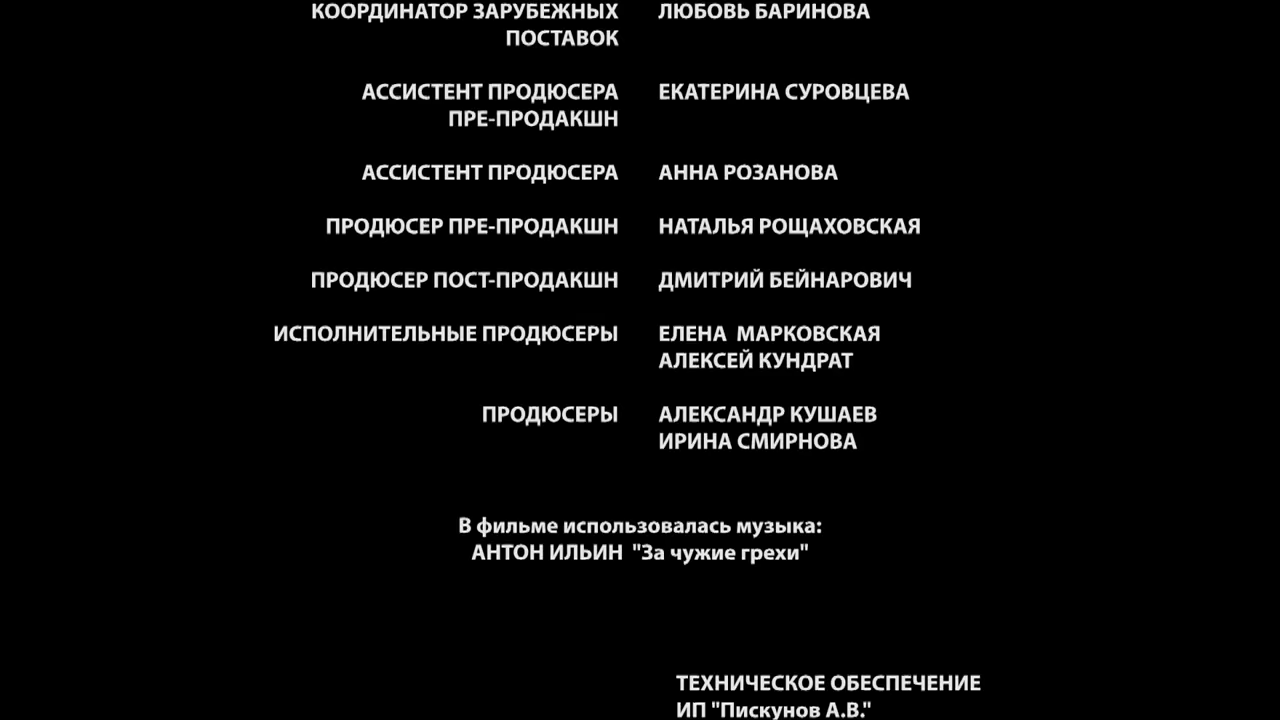 КООРДИНАТОР ЗАРУБЕЖНЫХ ЛЮБОВЬ БАРИНОВА
ПОСТАВОК
АССИСТЕНТ ПРОДЮСЕРА ЕКАТЕРИНА СУРОВЦЕВА
ПРЕ-ПРОДАКШН
АССИСТЕНТ ПРОДЮСЕРА АННА РОЗАНОВА
ПРОДЮСЕР ПРЕ-ПРОДАКШН НАТАЛЬЯ РОЩАХОВСКАЯ
ПРОДЮСЕР ПОСТ-ПРОДАКШН ДМИТРИЙ БЕЙНАРОВИЧ
ИСПОЛНИТЕЛЬНЫЕ ПРОДЮСЕРЫ ЕЛЕНА МАРКОВСКАЯ
АЛЕКСЕЙ КУНДРАТ
ПРОДЮСЕРЫ АЛЕКСАНДР КУШАЕВ
ИРИНА СМИРНОВА
В фильме использовалась музыка:
АНТОН ИЛЬИН "За чужие грехи"
ТЕХНИЧЕСКОЕ ОБЕСПЕЧЕНИЕ
ИП "Пискунов А.В."